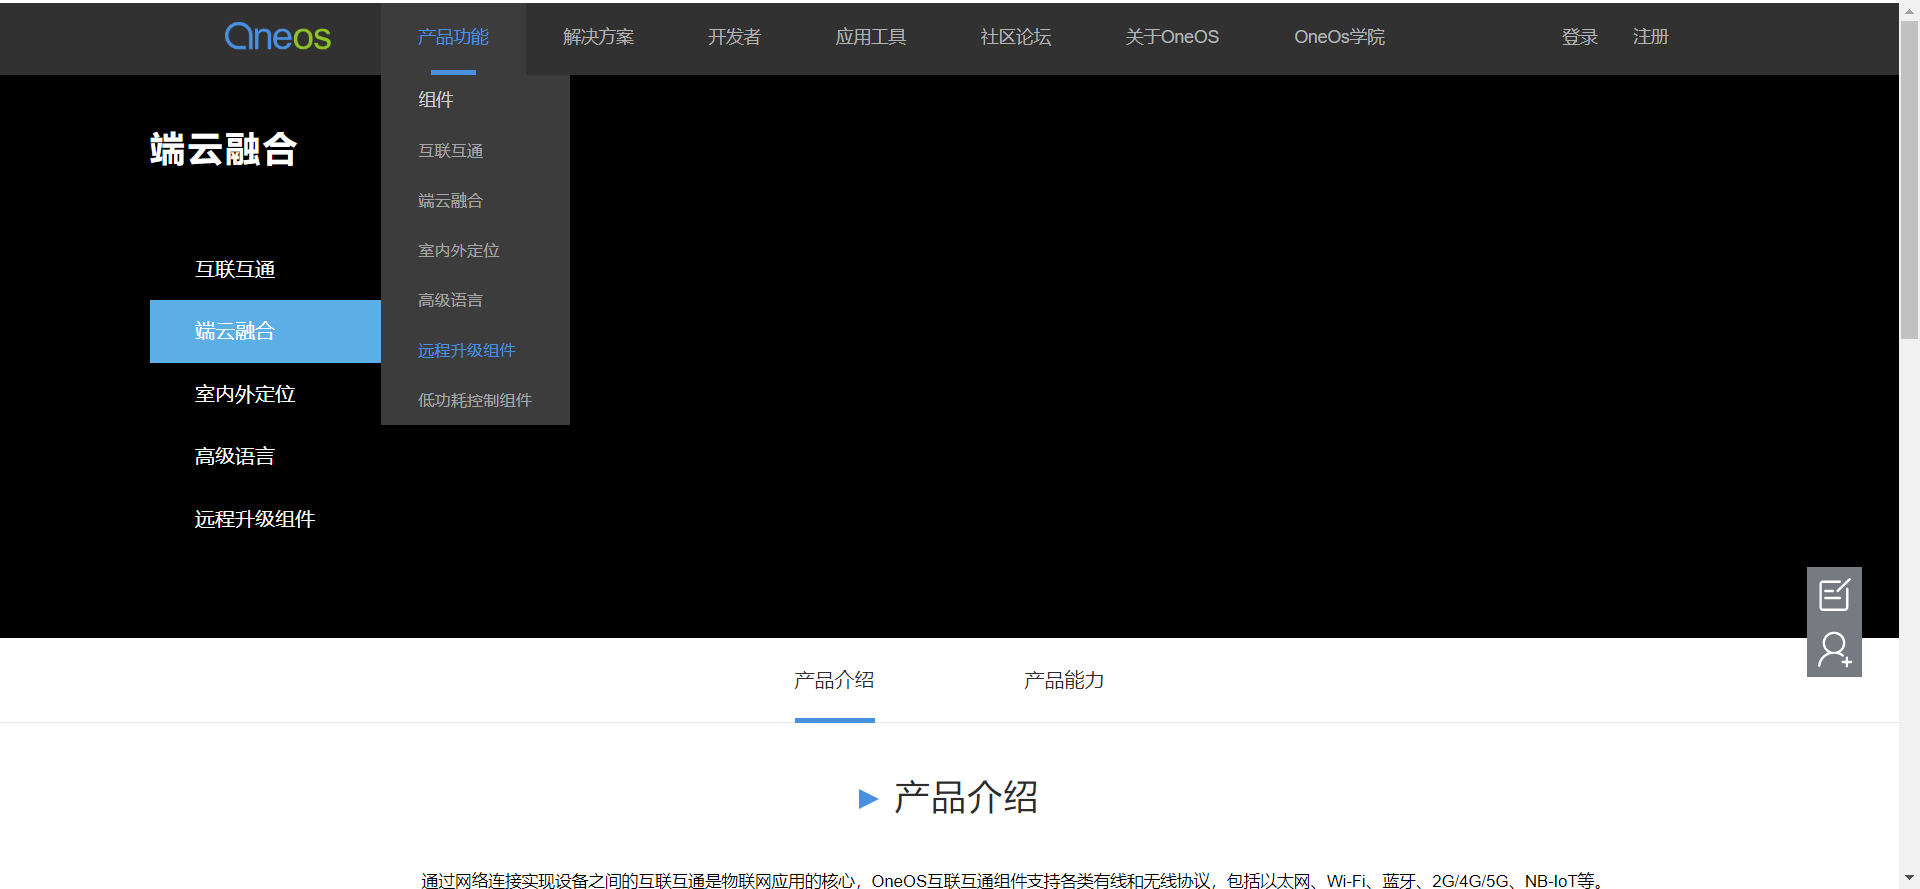 Oneos 产品功能 解决方案 开发者 应用工具 社区论坛 关于OneOS OneOs学院 登录 注册
组件
互联互通
端云融合
室内外定位
高级语言
远程升级组件
低功耗控制组件
端云融合
互联互通
端云融合
室内外定位
高级语言
远程升级组件
产品介绍 产品能力
产品介绍
通过网络连接实现设备之间的互联互通是物联网应用的核心，OneOS互联互通组件支持各类有线和无线协议，包括以太网、Wi-Fi、蓝牙、2G/4G/5G、NB-IoT等。